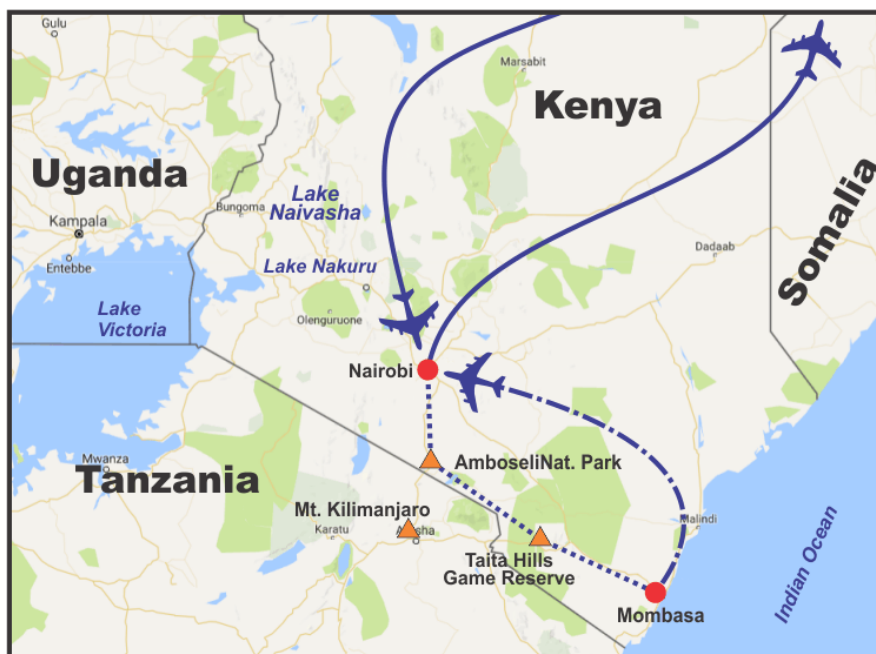 Gulu
Marsabit
Kenya
Uganda
Lake
Naivasha
Bungoma
Kampala
Entebbe
Lake Nakuru
Dadaab
Somalia
Lake
Victoria
Olenguruone
Nairobi
AmboseliNat. Park
Mwanza
Tanzania
Mt. Kilimanjaro
Karatu
Malindi
Taita Hills
Game Reserve
Indian Ocean
Mombasa